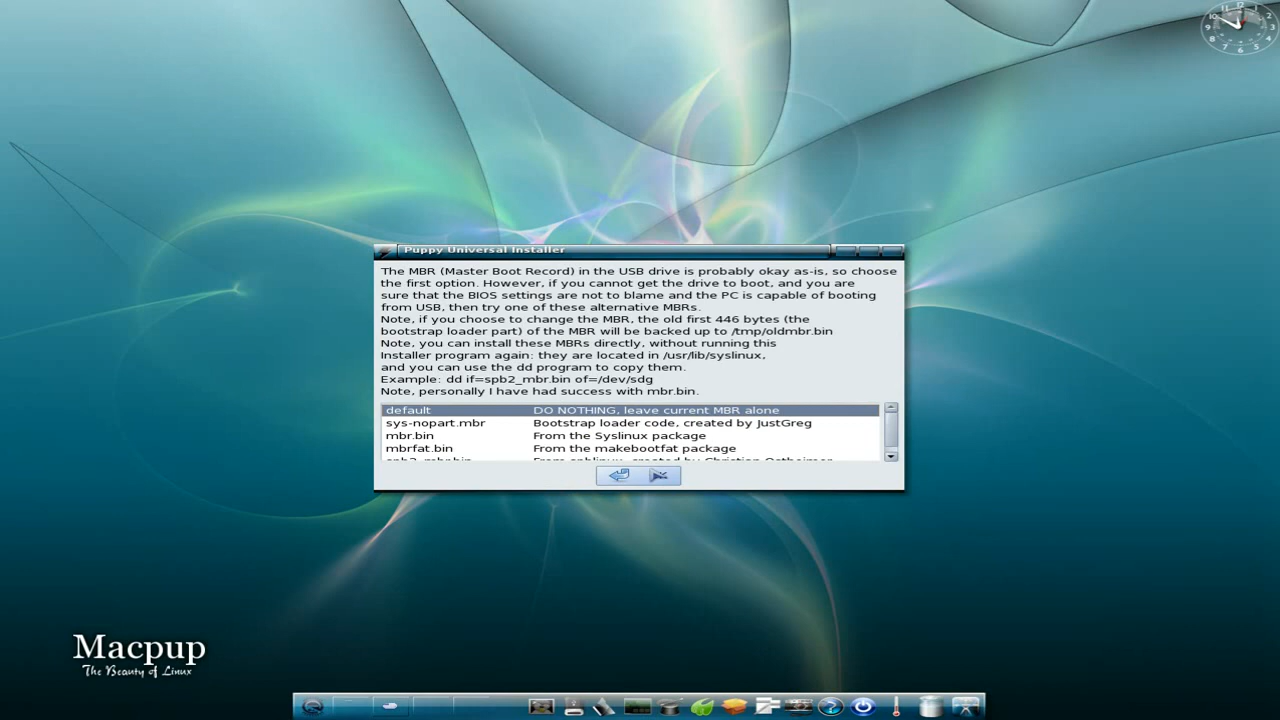 Puppy Universal Installer
The MBR (Master Boot Record) in the USB drive is probably okay as-is, so choose
the first option. However, if you cannot get the drive to boot, and you are
sure that the BIOS settings are not to blame and the PC is capable of booting
from USB, then try one of these alternative MBRs.
Note, if you choose to change the MBR, the old first 446 bytes (the
bootstrap loader part) of the MBR will be backed up to /tmp/oldmbr.bin
Note, you can install these MBRs directly, without running this
Installer program again: they are located in /usr/lib/syslinux,
and you can use the dd program to copy them.
Example: dd if=spb2_mbr.bin of=/dev/sdg
Note, personally I have had success with mbr.bin.
default DO NOTHING, leave current MBR alone
sys-nopart.mbr Bootstrap loader code, created by JustGreg
mbr.bin From the Syslinux package
mbrfat.bin From the makebootfat package
Macpup
The Beauty of Linux